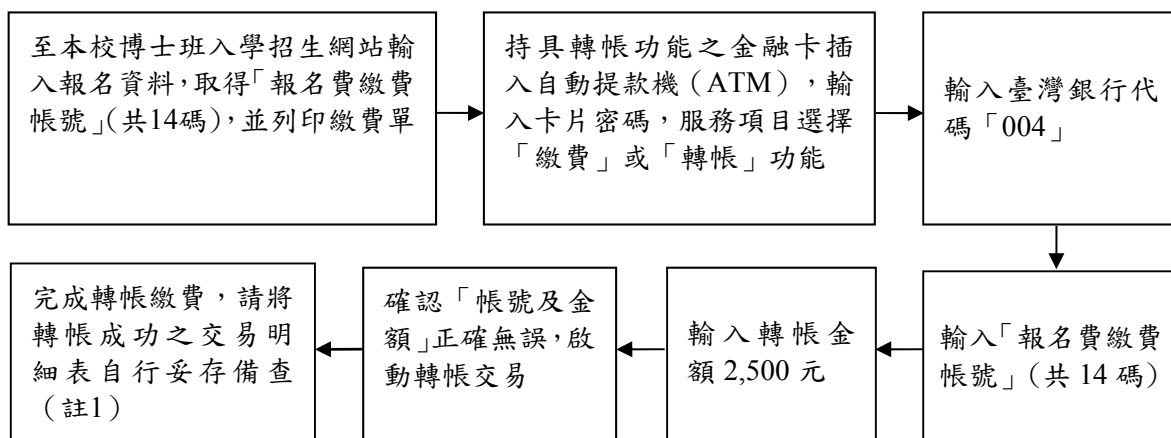 至本校博士班入學招生網站輸
入報名資料，取得「報名費繳費
帳號」（共14碼），並列印繳費單
持具轉帳功能之金融卡插
入自動提款機（ATM），輸
入卡片密碼，服務項目選擇
「繳費」或「轉帳」功能
輸入臺灣銀行代
碼「004」
輸入「報名費繳費
帳號」（共 14 碼）
輸入轉帳金
額 2,500 元
確認「帳號及金
額」正確無誤，啟
動轉帳交易
完成轉帳繳費，請將
轉帳成功之交易明
細表自行妥存備查
（註1）